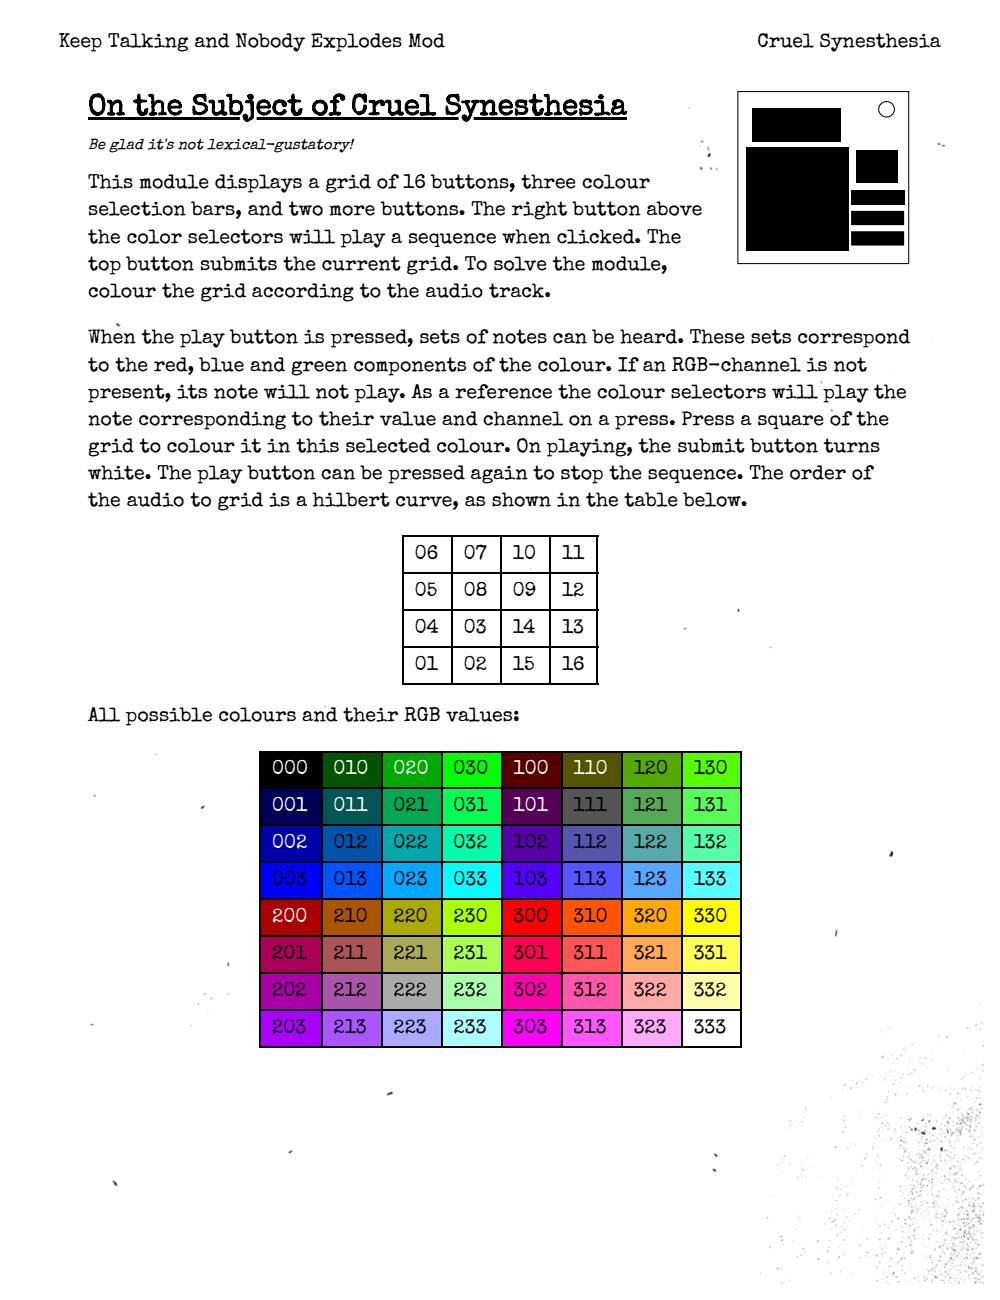 Keep Talking and Nobody Explodes Mod
Cruel Synesthesia
On the Subject of Cruel Synesthesia
Be glad it's not lexical-gustatory!
This module displays a grid of 16 buttons, three colour
selection bars, and two more buttons. The right button above
the color selectors will play a sequence when clicked. The
top button submits the current grid. To solve the module,
colour the grid according to the audio track.
When the play button is pressed, sets of notes can be heard. These sets correspond
to the red, blue and green components of the colour. If an RGB-channel is not
present, its note will not play. As a reference the colour selectors will play the
note corresponding to their value and channel on a press. Press a square of the
grid to colour it in this selected colour. On playing, the submit button turns
white. The play button can be pressed again to stop the sequence. The order of
the audio to grid is a hilbert curve, as shown in the table below.
06 07 10 11
05 08 09 12
04 03 14 13
01 02 15 16
All possible colours and their RGB values:
000 010 020 030 100 110 120 130
001 011 021 031 101 111 121 131
002 012 022 032 102 112 122 132
003 013 023 033 103 113 123 133
200 210 220 230 300 310 320 330
201 211 221 231 301 311 321 331
202 212 222 232 302 312 322 332
203 213 223 233 303 313 323 333